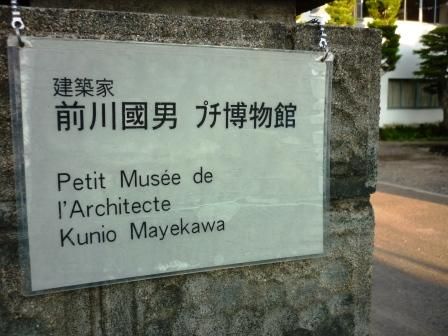 建築家
前川國男 プチ博物館
Petit Musée de
l'Architecte
Kunio Mayekawa